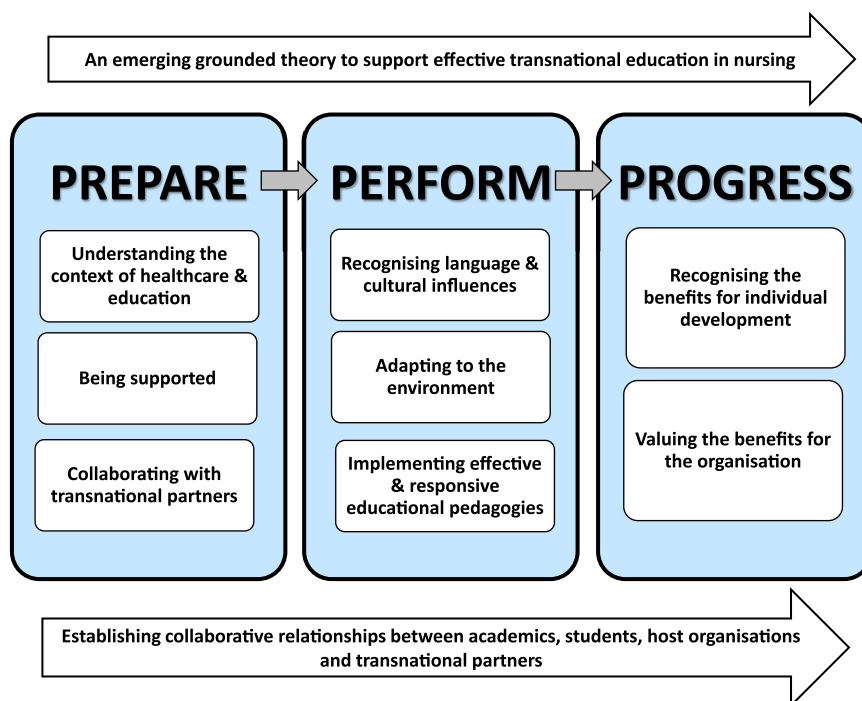 An emerging grounded theory to support effective transnational education in nursing
PREPARE
Understanding the
context of healthcare &
education
Being supported
Collaborating with
transnational partners
PERFORM
Recognising language &
cultural influences
Adapting to the
environment
Implementing effective
& responsive
educational pedagogies
PROGRESS
Recognising the
benefits for individual
development
Valuing the benefits for
the organisation
Establishing collaborative relationships between academics, students, host organisations
and transnational partners